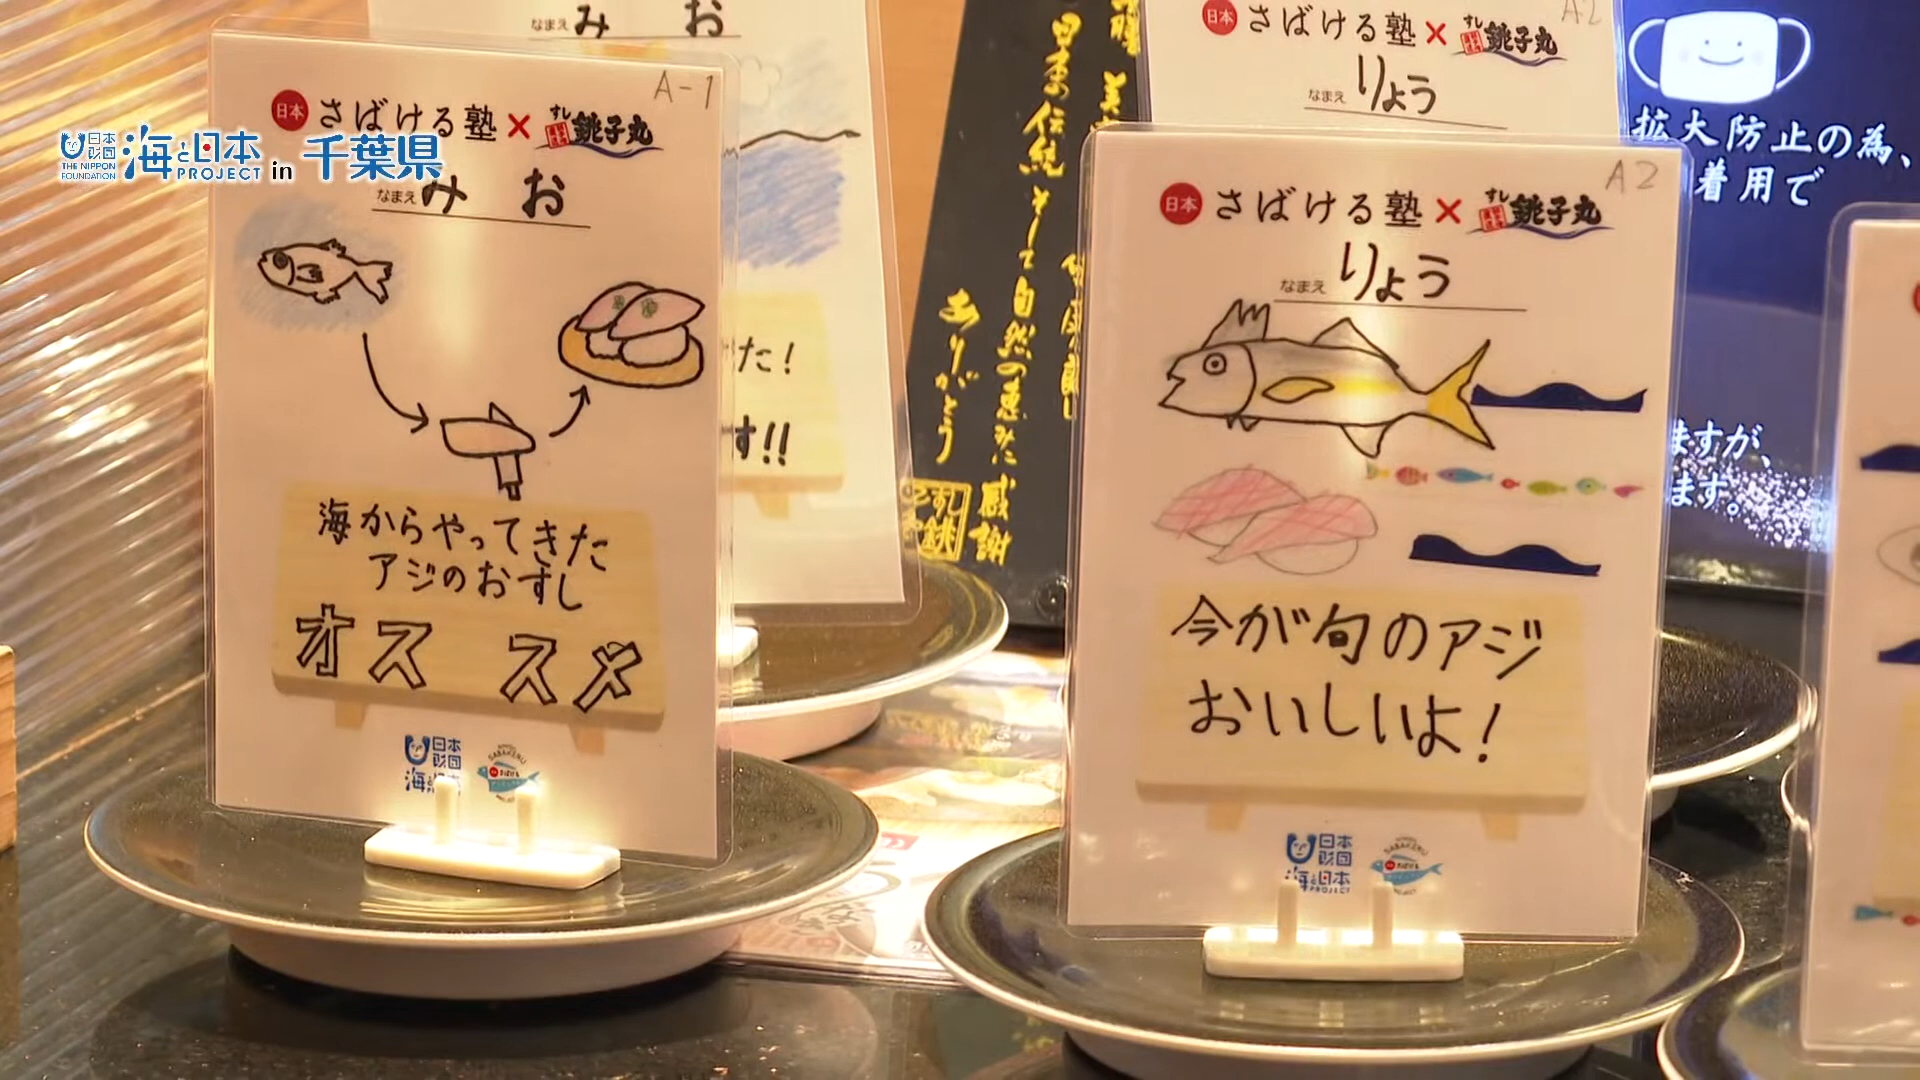 日本財団
THE NIPPON FOUNDATION
海と日本
PROJECT
in 千葉県
A-1
日本 さばける塾×すし銚子丸
なまえ みお
海からやってきた
アジのおすし
オススメ
日本財団
海と日本
なまえ みお
た!
す!!
日本の伝統そして自然の恵みに感謝
ありがとう
A-2
日本 さばける塾×すし銚子丸
なまえ りょう
A2
日本 さばける塾×すし銚子丸
なまえ りょう
今が旬のアジ
おいしいよ!
日本財団
海と日本
PROJECT
拡大防止の為、
着用で
ますが、
ます。